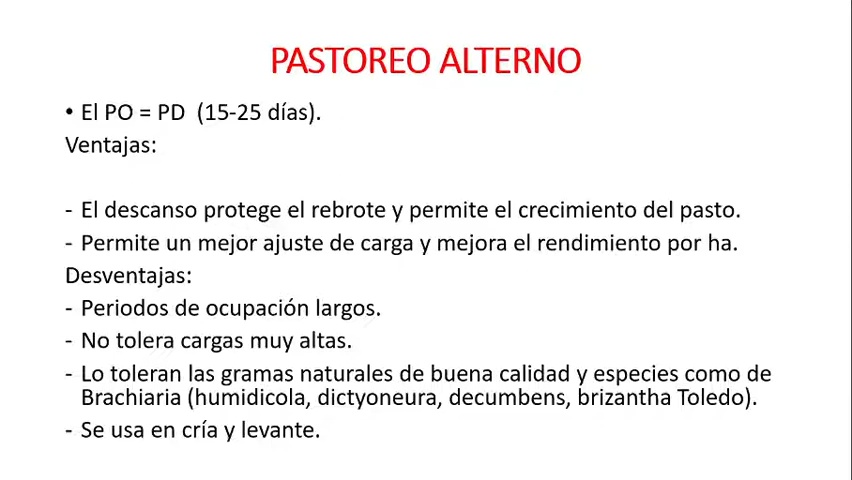 PASTOREO ALTERNO
• El PO = PD (15-25 días).
Ventajas:
- El descanso protege el rebrote y permite el crecimiento del pasto.
- Permite un mejor ajuste de carga y mejora el rendimiento por ha.
Desventajas:
- Periodos de ocupación largos.
- No tolera cargas muy altas.
- Lo toleran las gramas naturales de buena calidad y especies como de
Brachiaria (humidicola, dictyoneura, decumbens, brizantha Toledo).
- Se usa en cría y levante.